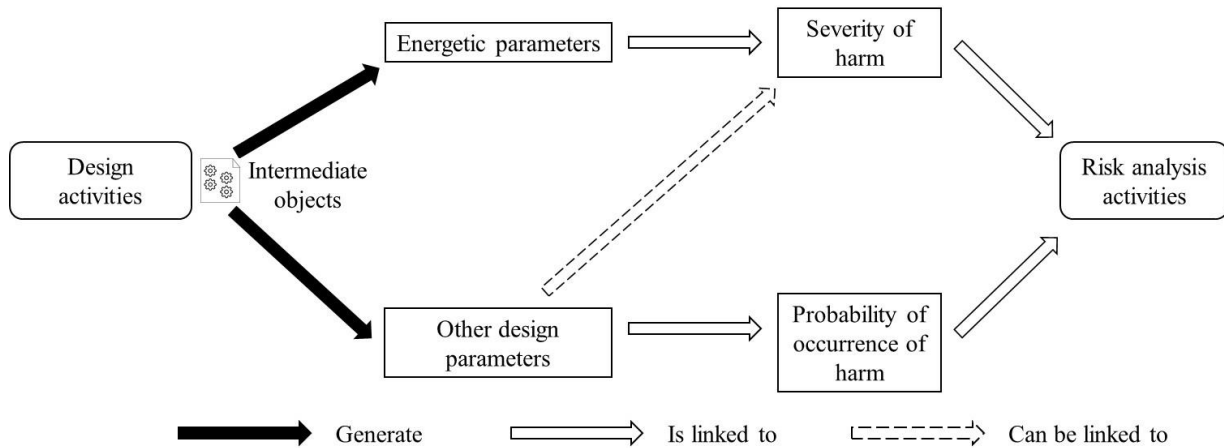 Energetic parameters
Severity of
harm
Design
activities
Intermediate
objects
Risk analysis
activities
Other design
parameters
Probability of
occurrence of
harm
Generate
Is linked to
Can be linked to